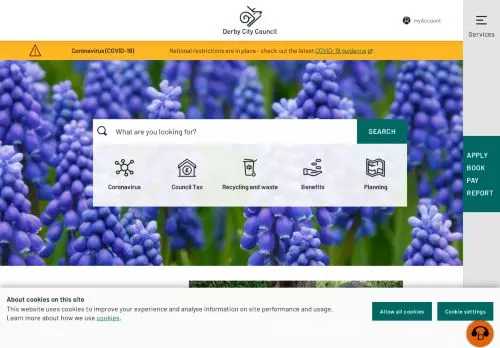 Derby City Council
myAccount
Services
Coronavirus (COVID-19)
National restrictions are in place - check out the latest COVID-19 guidance.
What are you looking for?
SEARCH
Coronavirus
Council Tax
Recycling and waste
Benefits
Planning
APPLY
BOOK
PAY
REPORT
About cookies on this site
This website uses cookies to improve your experience and analyse information on site performance and usage.
Learn more about how we use cookies.
Allow all cookies
Cookie settings